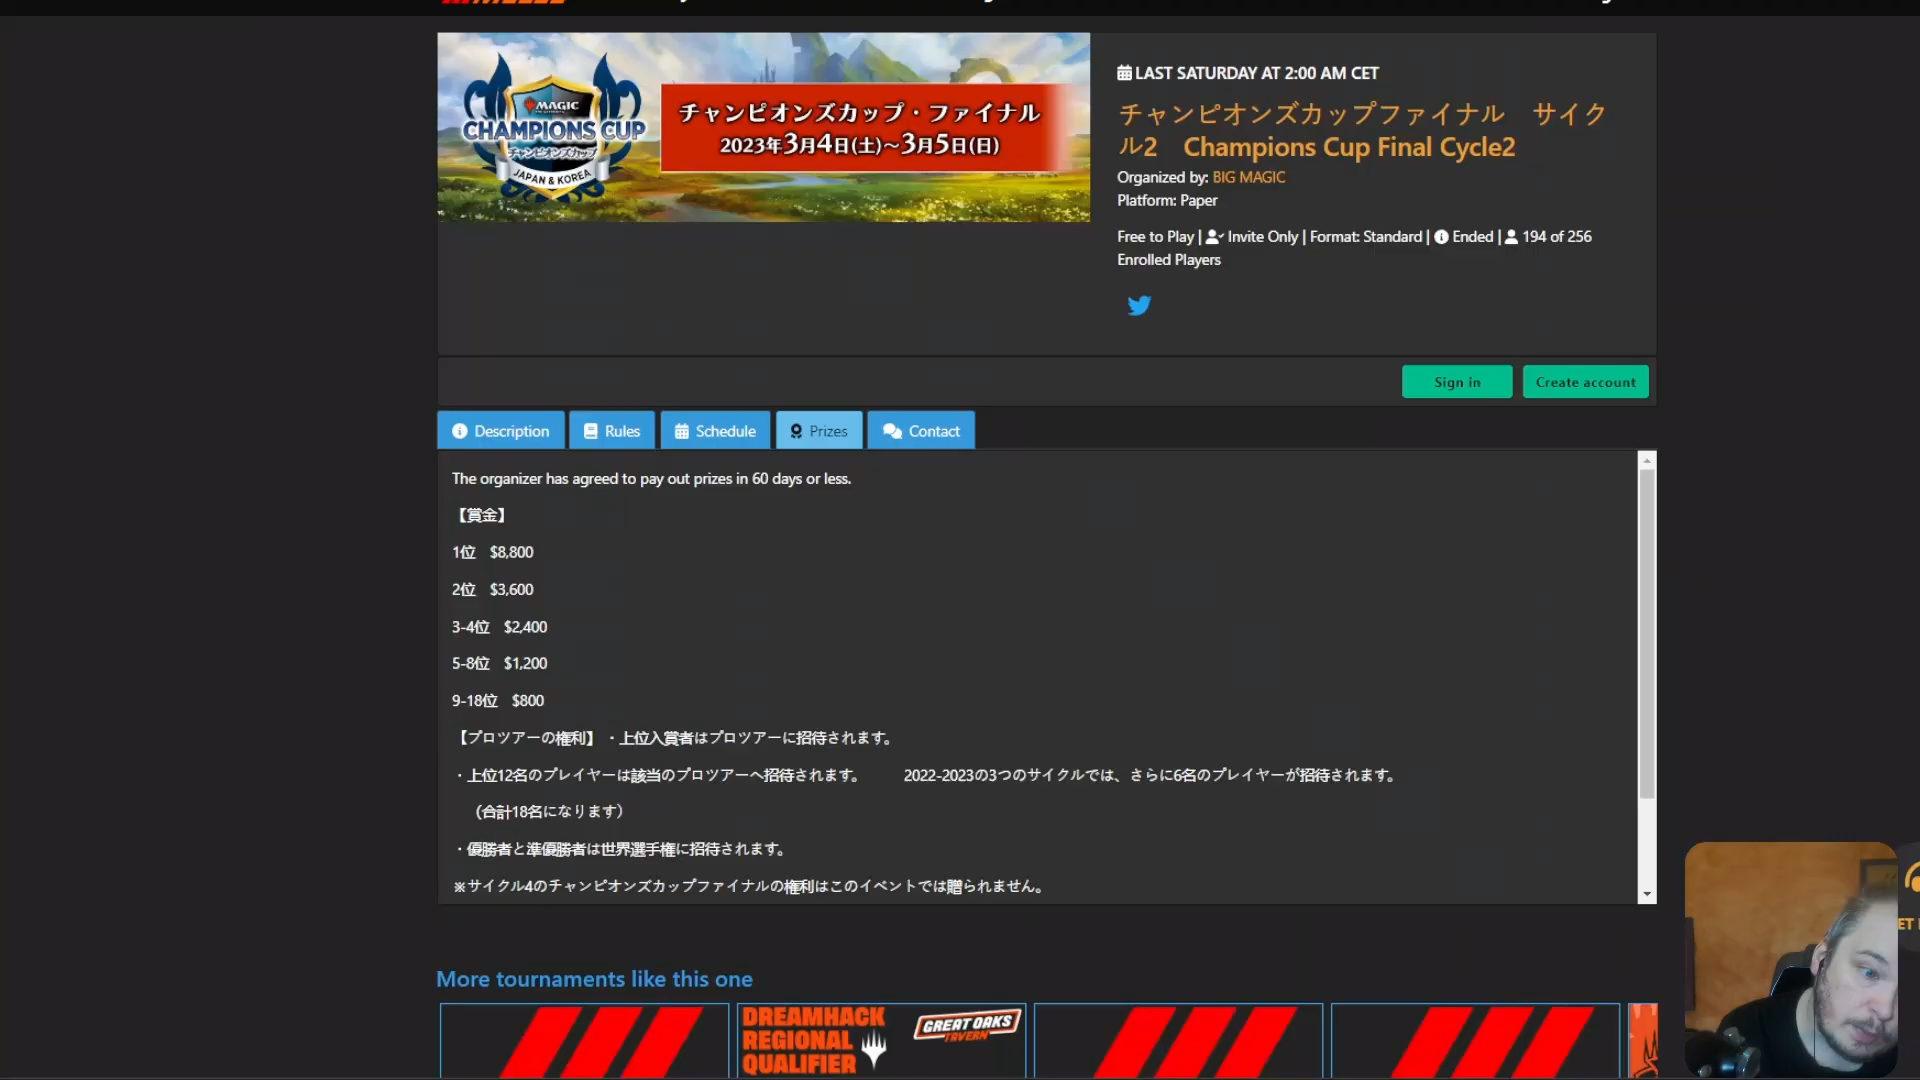 MAGIC
CHAMPIONS CUP
チャンピオンズカップ
JAPAN & KOREA
チャンピオンズカップ・ファイナル
2023年3月4日(土)～3月5日(日)
LAST SATURDAY AT 2:00 AM CET
チャンピオンズカップファイナル　サイク
ル2　Champions Cup Final Cycle2
Organized by: BIG MAGIC
Platform: Paper
Free to Play | Invite Only | Format: Standard | Ended | 194 of 256
Enrolled Players
Sign in
Create account
Description
Rules
Schedule
Prizes
Contact
The organizer has agreed to pay out prizes in 60 days or less.
【賞金】
1位　$8,800
2位　$3,600
3-4位　$2,400
5-8位　$1,200
9-18位　$800
【プロツアーの権利】・上位入賞者はプロツアーに招待されます。
・上位12名のプレイヤーは該当のプロツアーへ招待されます。　　2022-2023の3つのサイクルでは、さらに6名のプレイヤーが招待されます。
（合計18名になります）
・優勝者と準優勝者は世界選手権に招待されます。
※サイクル4のチャンピオンズカップファイナルの権利はこのイベントでは贈られません。
More tournaments like this one
DREAMHACK
REGIONAL
QUALIFIER
GREAT OAKS
TAVERN